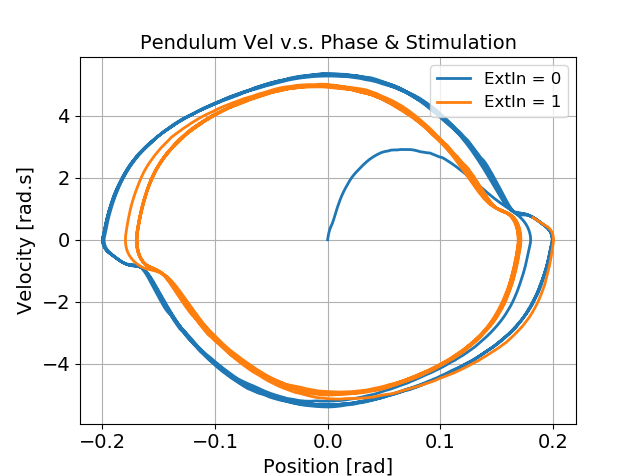 Pendulum Vel v.s. Phase & Stimulation
ExtIn = 0
ExtIn = 1
Velocity [rad.s]
4
2
0
−2
−4
−0.2
−0.1
0.0
0.1
0.2
Position [rad]